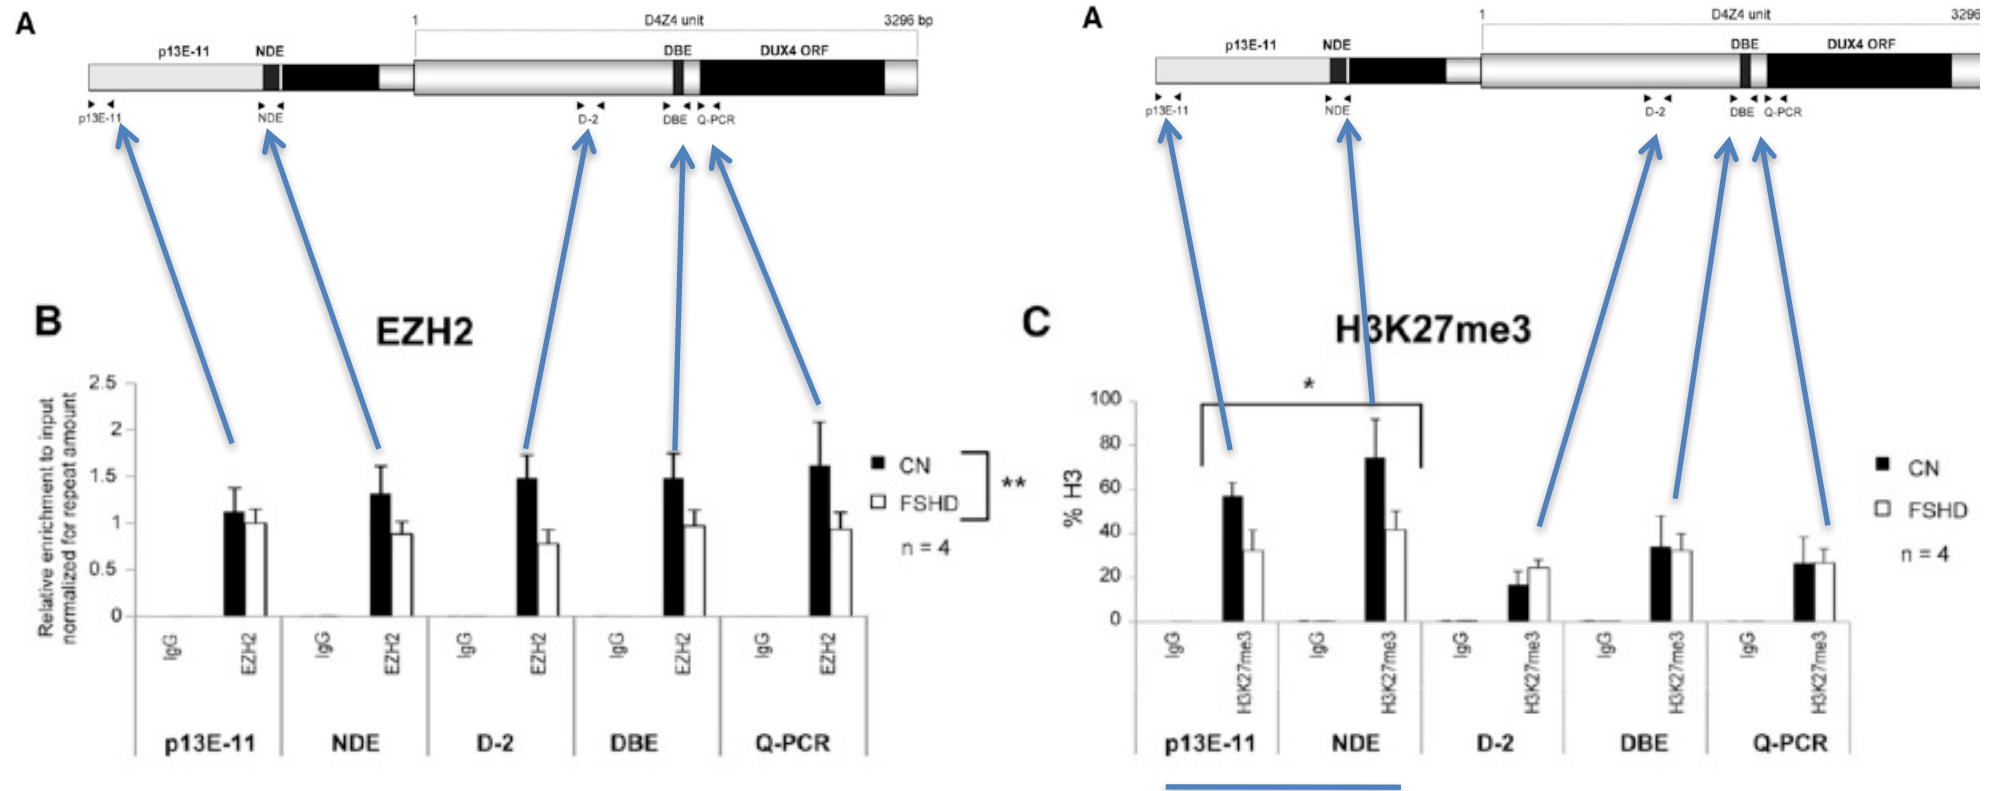 A
1 D4Z4 unit 3296 bp
p13E-11 NDE DBE DUX4 ORF
p13E-11 NDE D-2 DBE Q-PCR
B
EZH2
Relative enrichment to input
normalized for repeat amount
2.5
2
1.5
1
0.5
0
CN
FSHD
**
n = 4
IgG EZH2 IgG EZH2 IgG EZH2 IgG EZH2 IgG EZH2
p13E-11 NDE D-2 DBE Q-PCR
A
1 D4Z4 unit 3296
p13E-11 NDE DBE DUX4 ORF
p13E-11 NDE D-2 DBE Q-PCR
C
H3K27me3
*
% H3
100
80
60
40
20
0
CN
FSHD
n = 4
IgG H3K27me3 IgG H3K27me3 IgG H3K27me3 IgG H3K27me3 IgG H3K27me3
p13E-11 NDE D-2 DBE Q-PCR